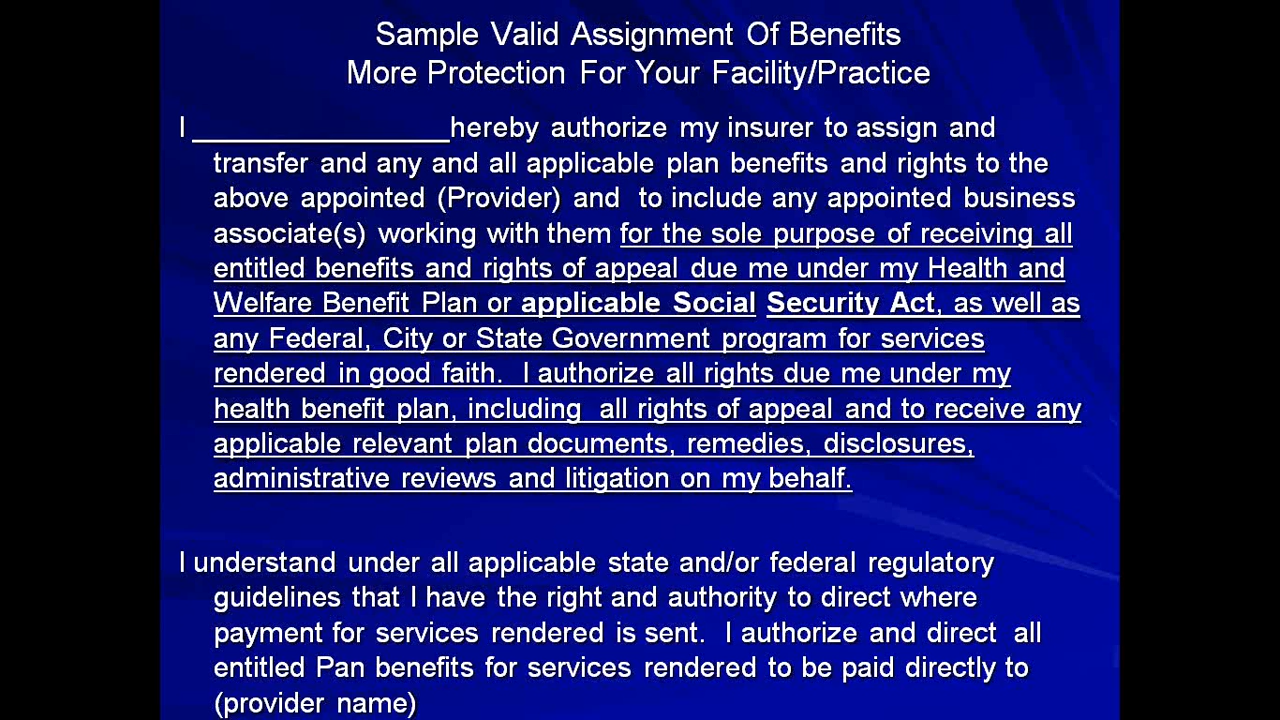 Sample Valid Assignment Of Benefits
More Protection For Your Facility/Practice
I _________________hereby authorize my insurer to assign and
transfer and any and all applicable plan benefits and rights to the
above appointed (Provider) and to include any appointed business
associate(s) working with them for the sole purpose of receiving all
entitled benefits and rights of appeal due me under my Health and
Welfare Benefit Plan or applicable Social Security Act, as well as
any Federal, City or State Government program for services
rendered in good faith. I authorize all rights due me under my
health benefit plan, including all rights of appeal and to receive any
applicable relevant plan documents, remedies, disclosures,
administrative reviews and litigation on my behalf.
I understand under all applicable state and/or federal regulatory
guidelines that I have the right and authority to direct where
payment for services rendered is sent. I authorize and direct all
entitled Pan benefits for services rendered to be paid directly to
(provider name)